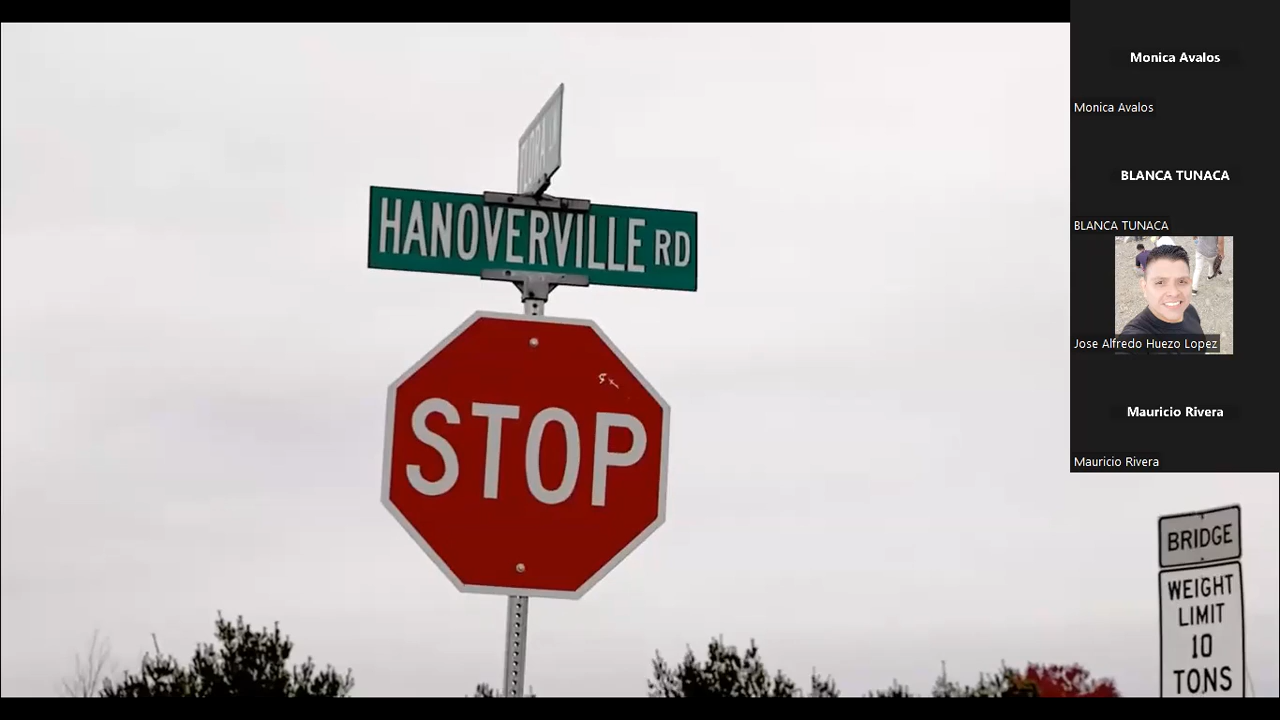 HANOVERVILLE RD
STOP
BRIDGE
WEIGHT
LIMIT
10
TONS
Monica Avalos
Monica Avalos
BLANCA TUNACA
BLANCA TUNACA
Jose Alfredo Huezo Lopez
Mauricio Rivera
Mauricio Rivera